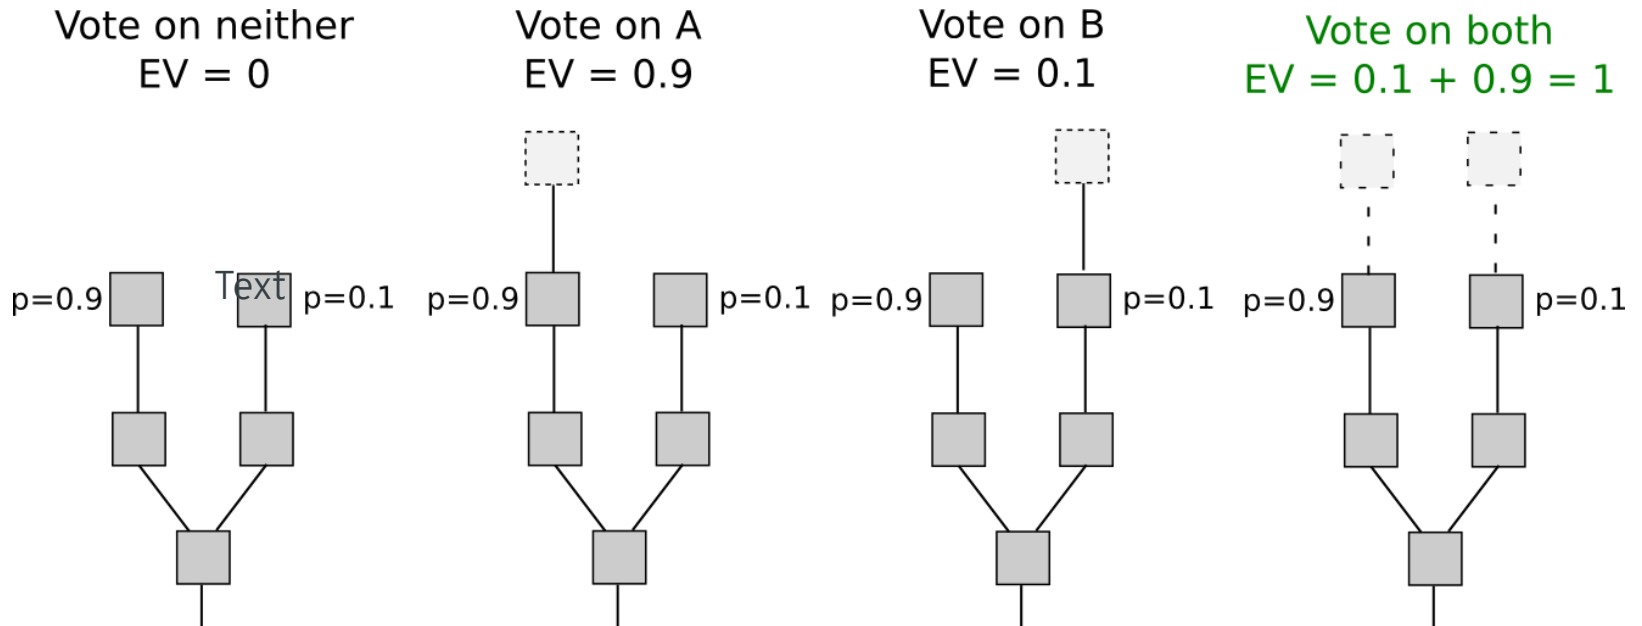 Vote on neither
EV = 0
Vote on A
EV = 0.9
Vote on B
EV = 0.1
Vote on both
EV = 0.1 + 0.9 = 1
p=0.9
Text
p=0.1
p=0.9
p=0.1
p=0.9
p=0.1
p=0.9
p=0.1